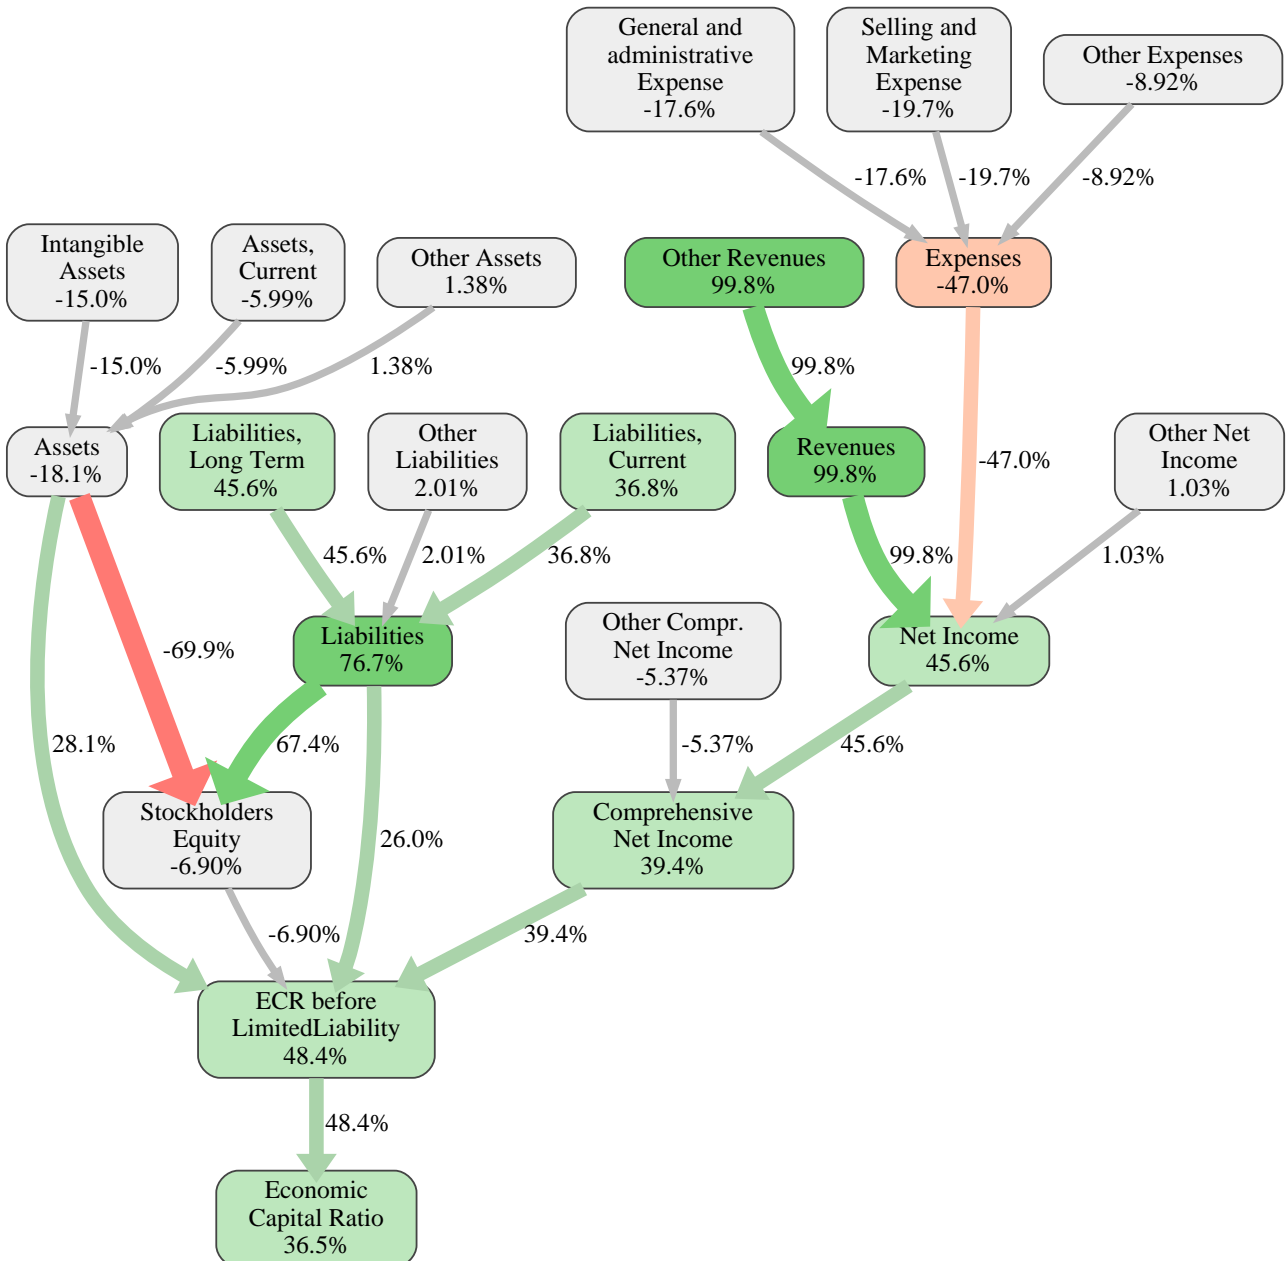 General and
administrative
Expense
-17.6%
Selling and
Marketing
Expense
-19.7%
Other Expenses
-8.92%
-17.6%
-19.7%
-8.92%
Intangible
Assets
-15.0%
Assets,
Current
-5.99%
Other Assets
1.38%
Other Revenues
99.8%
Expenses
-47.0%
-15.0%
-5.99%
1.38%
99.8%
Assets
-18.1%
Liabilities,
Long Term
45.6%
Other
Liabilities
2.01%
Liabilities,
Current
36.8%
Revenues
99.8%
-47.0%
Other Net
Income
1.03%
45.6%
2.01%
36.8%
99.8%
1.03%
-69.9%
Liabilities
76.7%
Other Compr.
Net Income
-5.37%
Net Income
45.6%
28.1%
67.4%
-5.37%
45.6%
Stockholders
Equity
-6.90%
26.0%
Comprehensive
Net Income
39.4%
-6.90%
39.4%
ECR before
LimitedLiability
48.4%
48.4%
Economic
Capital Ratio
36.5%